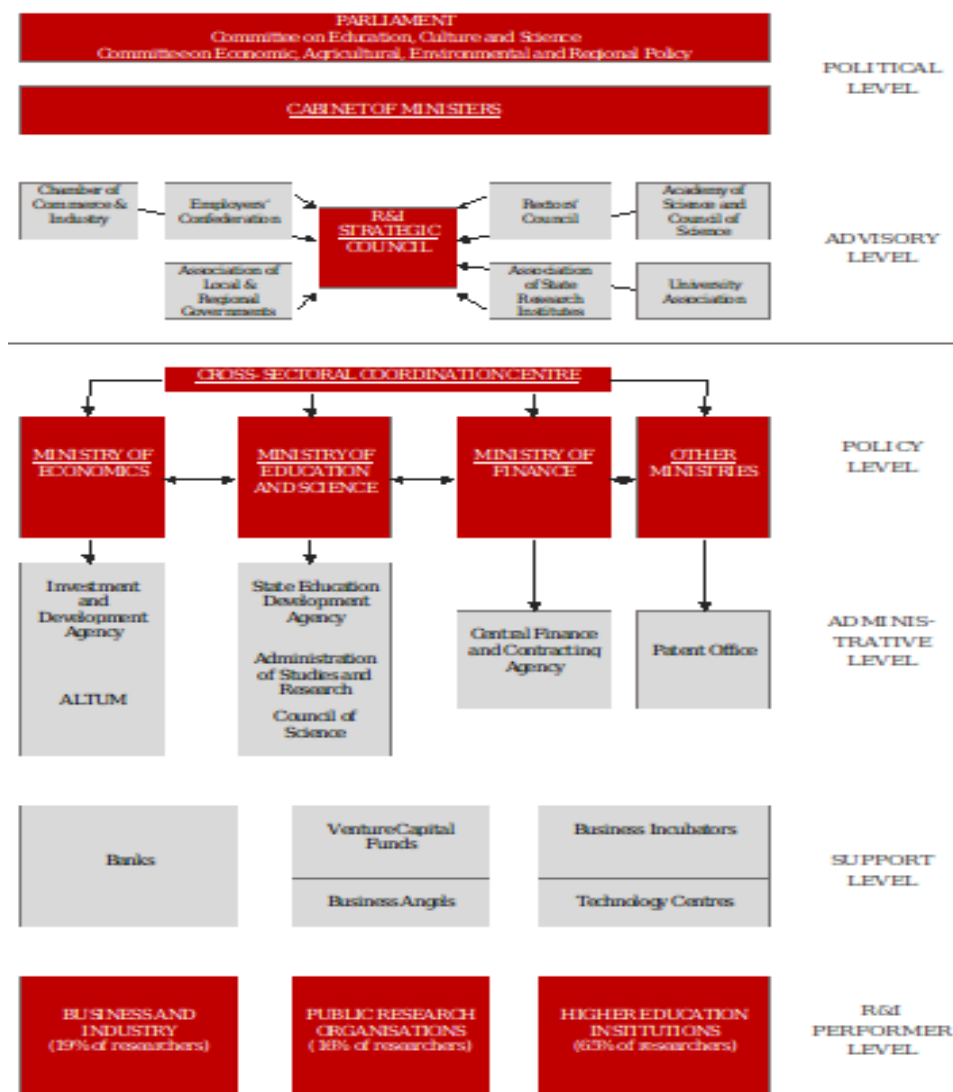 PARLIAMENT
Committee on Education, Culture and Science
Committee on Economic, Agricultural, Environmental and Regional Policy
POLITICAL
LEVEL
CABINET OF MINISTERS
Chamber of
Commerce &
Industry
Employers'
Confederation
R&I
STRATEGIC
COUNCIL
Rectors'
Council
Academy of
Science and
Council of
Science
ADVISORY
LEVEL
Association of
Local &
Regional
Governments
Association
of State
Research
Institutes
University
Association
CROSS-SECTORAL COORDINATION CENTRE
MINISTRY OF
ECONOMICS
MINISTRY OF
EDUCATION
AND SCIENCE
MINISTRY OF
FINANCE
OTHER
MINISTRIES
POLICY
LEVEL
Investment
and
Development
Agency
ALTUM
State Education
Development
Agency
Administration
of Studies and
Research
Council of
Science
Central Finance
and Contracting
Agency
Patent Office
ADMINIS-
TRATIVE
LEVEL
Banks
Venture Capital
Funds
Business Angels
Business Incubators
Technology Centres
SUPPORT
LEVEL
BUSINESS AND
INDUSTRY
(19% of researchers)
PUBLIC RESEARCH
ORGANISATIONS
(16% of researchers)
HIGHER EDUCATION
INSTITUTIONS
(65% of researchers)
R&I
PERFORMER
LEVEL